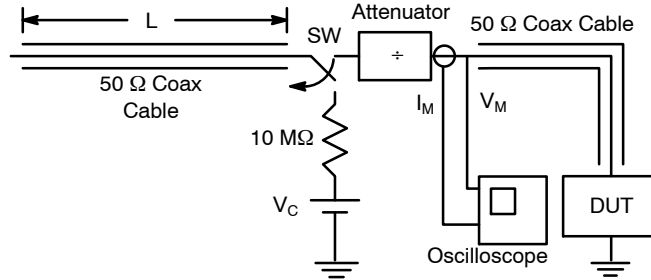 L
SW
Attenuator
÷
50 Ω Coax Cable
50 Ω Coax
Cable
I_M
V_M
10 MΩ
V_C
DUT
Oscilloscope